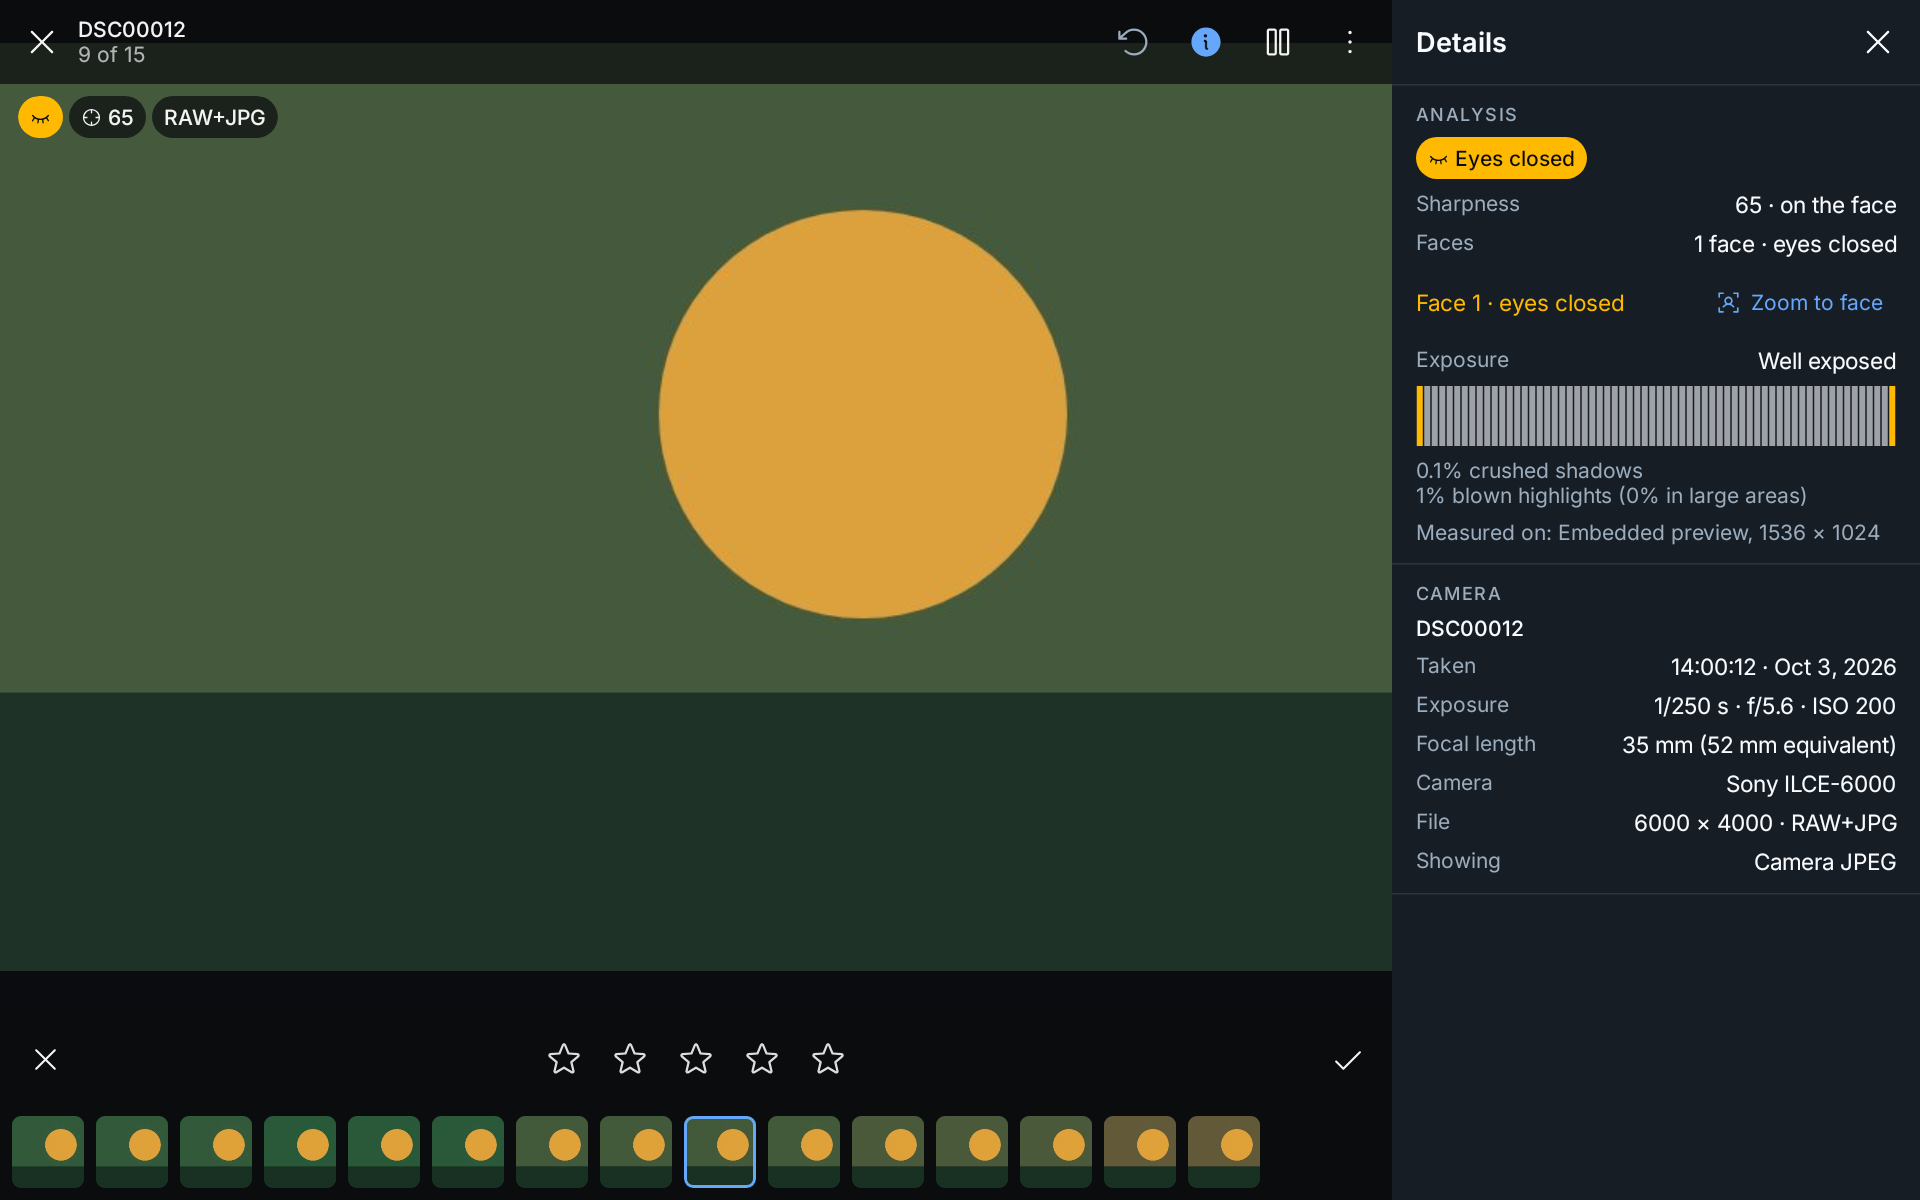 DSC00012
9 of 15
65
RAW+JPG
Details
ANALYSIS
Eyes closed
Sharpness 65 · on the face
Faces 1 face · eyes closed
Face 1 · eyes closed Zoom to face
Exposure Well exposed
0.1% crushed shadows
1% blown highlights (0% in large areas)
Measured on: Embedded preview, 1536 × 1024
CAMERA
DSC00012
Taken 14:00:12 · Oct 3, 2026
Exposure 1/250 s · f/5.6 · ISO 200
Focal length 35 mm (52 mm equivalent)
Camera Sony ILCE-6000
File 6000 × 4000 · RAW+JPG
Showing Camera JPEG